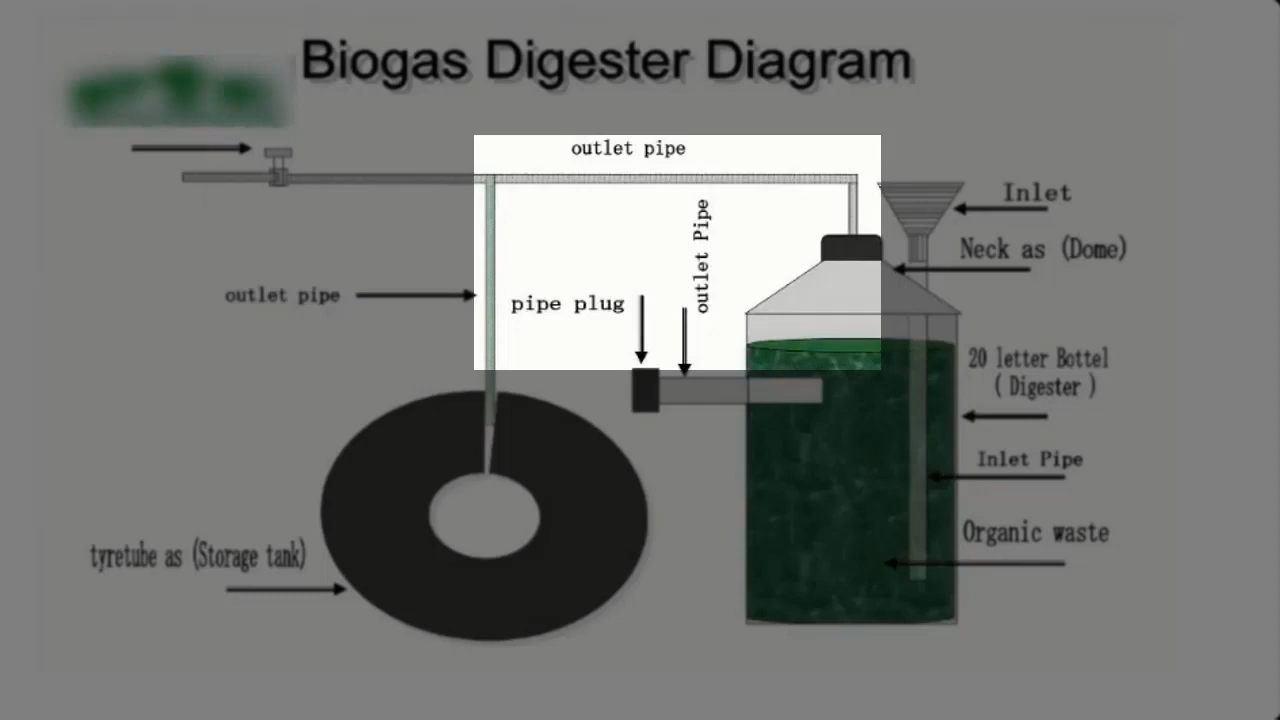 Biogas Digester Diagram
outlet pipe
Inlet
outlet Pipe
Neck as (Dome)
outlet pipe
pipe plug
20 letter Bottel
( Digester )
Inlet Pipe
Organic waste
tyretube as (Storage tank)